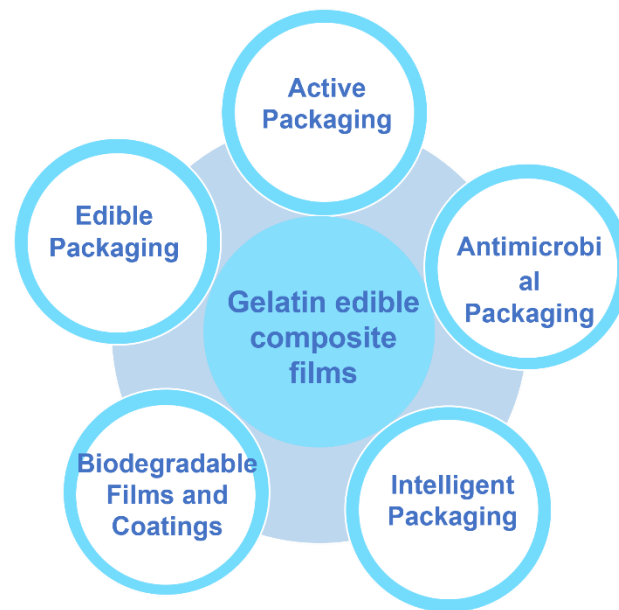 Active
Packaging
Edible
Packaging
Antimicrobi
al
Packaging
Gelatin edible
composite
films
Biodegradable
Films and
Coatings
Intelligent
Packaging